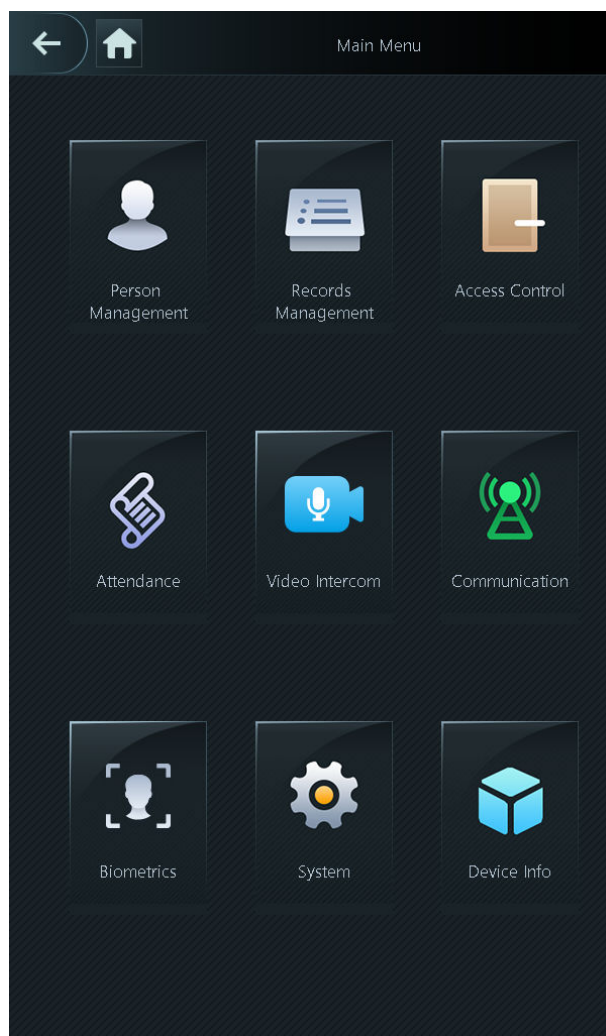 Main Menu
Person
Management
Records
Management
Access Control
Attendance
Video Intercom
Communication
Biometrics
System
Device Info